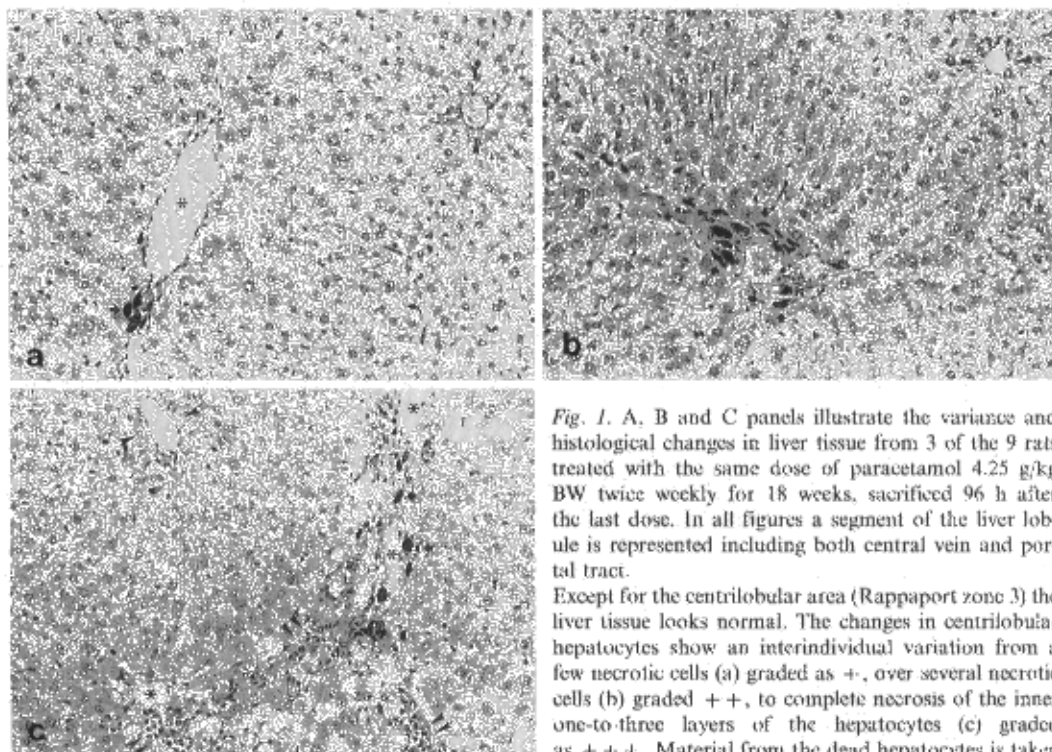 a
b
c
Fig. 1. A, B and C panels illustrate the variance and
histological changes in liver tissue from 3 of the 9 rats
treated with the same dose of paracetamol 4.25 g/kg
BW twice weekly for 18 weeks, sacrificed 96 h after
the last dose. In all figures a segment of the liver lob-
ule is represented including both central vein and por-
tal tract.
Except for the centrilobular area (Rappaport zone 3) the
liver tissue looks normal. The changes in centrilobular
hepatocytes show an interindividual variation from a
few necrotic cells (a) graded as +, over several necrotic
cells (b) graded ++, to complete necrosis of the inner
one-to-three layers of the hepatocytes (c) graded
as +++. Material from the dead hepatocytes is taken